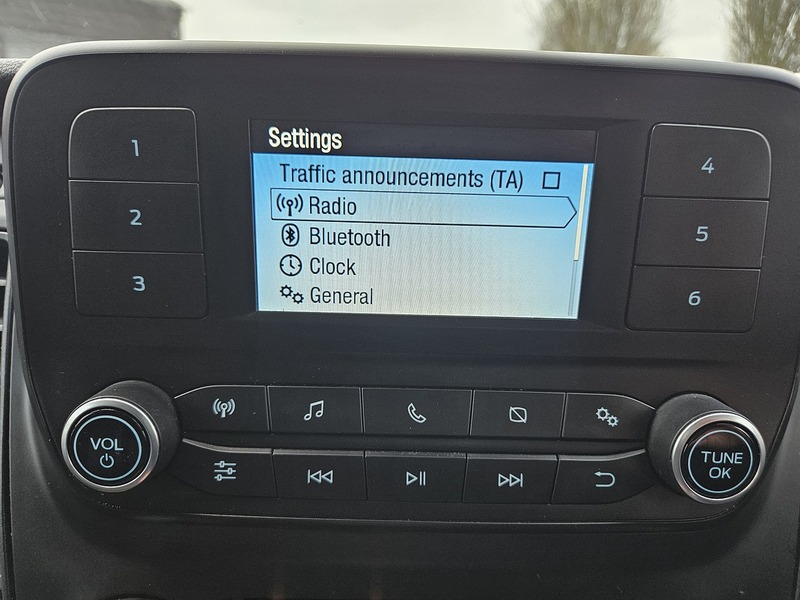 Settings
Traffic announcements (TA)
Radio
Bluetooth
Clock
General
1
2
3
4
5
6
VOL
TUNE
OK